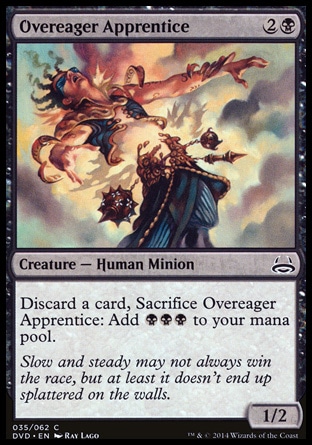 Overeager Apprentice 2
Creature — Human Minion
Discard a card, Sacrifice Overeager
Apprentice: Add to your mana
pool.
Slow and steady may not always win
the race, but at least it doesn't end up
splattered on the walls.
1/2
035/062 C
DVD • EN Ray Lago
™ & © 2014 Wizards of the Coast